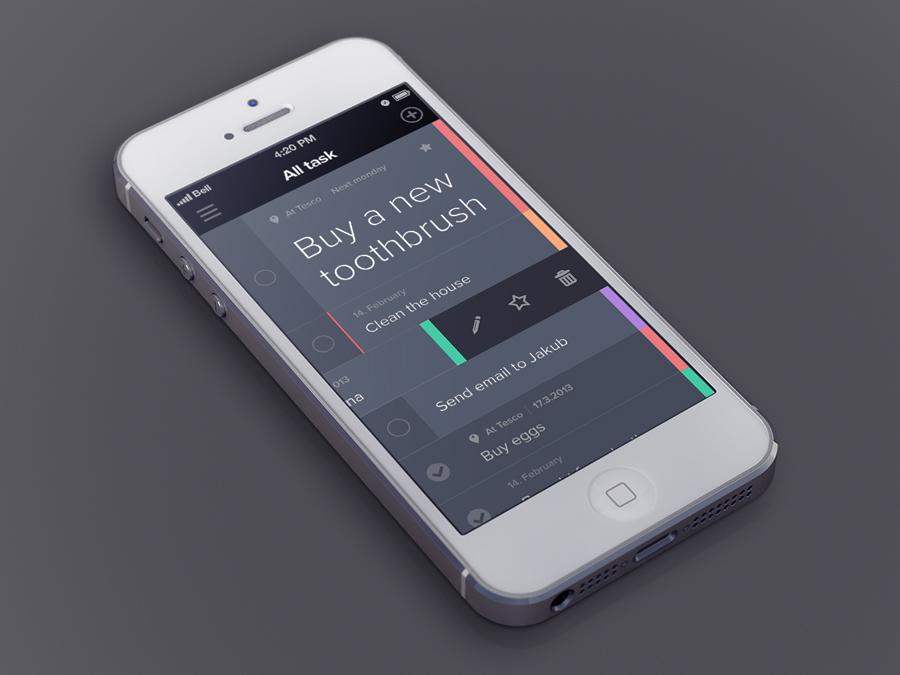 Bell
4:20 PM
All task
At Tesco | Next monday
Buy a new
toothbrush
14. February
Clean the house
013
na
Send email to Jakub
At Tesco | 17.3.2013
Buy eggs
14. February